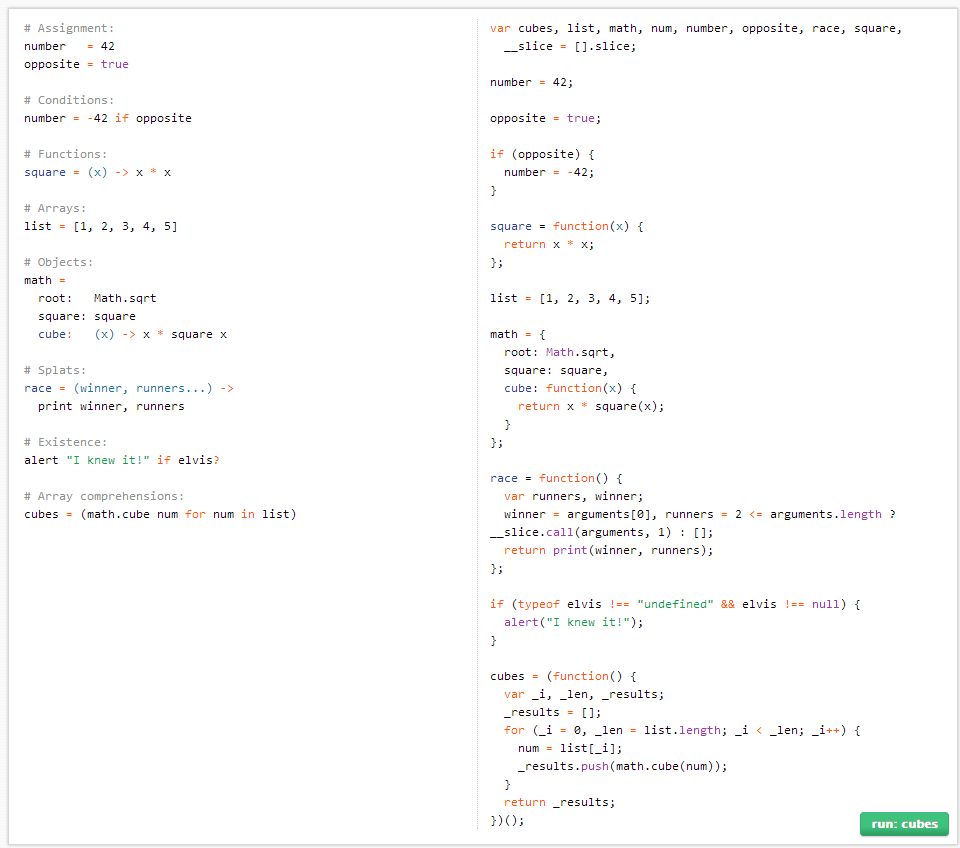 # Assignment:
number   = 42
opposite = true

# Conditions:
number = -42 if opposite

# Functions:
square = (x) -> x * x

# Arrays:
list = [1, 2, 3, 4, 5]

# Objects:
math =
  root:   Math.sqrt
  square: square
  cube:   (x) -> x * square x

# Splats:
race = (winner, runners...) ->
  print winner, runners

# Existence:
alert "I knew it!" if elvis?

# Array comprehensions:
cubes = (math.cube num for num in list)

var cubes, list, math, num, number, opposite, race, square,
  __slice = [].slice;

number = 42;

opposite = true;

if (opposite) {
  number = -42;
}

square = function(x) {
  return x * x;
};

list = [1, 2, 3, 4, 5];

math = {
  root: Math.sqrt,
  square: square,
  cube: function(x) {
    return x * square(x);
  }
};

race = function() {
  var runners, winner;
  winner = arguments[0], runners = 2 <= arguments.length ?
__slice.call(arguments, 1) : [];
  return print(winner, runners);
};

if (typeof elvis !== "undefined" && elvis !== null) {
  alert("I knew it!");
}

cubes = (function() {
  var _i, _len, _results;
  _results = [];
  for (_i = 0, _len = list.length; _i < _len; _i++) {
    num = list[_i];
    _results.push(math.cube(num));
  }
  return _results;
})();
run: cubes